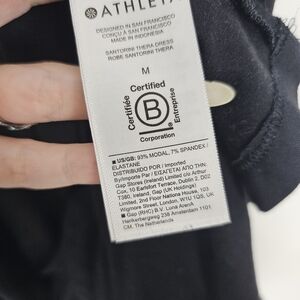 ATHLETA
DESIGNED IN SAN FRANCISCO
CONÇU À SAN FRANCISCO
MADE IN INDONESIA
SANTORINI THERA DRESS
ROBE SANTORINI THERA
M
Certified
Certifiée
B
Entreprise
Corporation
US/GB: 93% MODAL, 7% SPANDEX /
ELASTANE
DISTRIBUIDO POR / Imported
By/Importé Par / ΕΙΣΑΓΕΤΑΙ ΑΠΟ ΤΗΝ:
Gap Stores (Ireland) Limited c/o Arthur
Cox, 10 Earlsfort Terrace, Dublin 2, D02
T380, Ireland, Gap (UK Holdings)
Limited, 2nd Floor Nations House, 103
Wigmore Street, London, W1U 1QS, UK
Gap (RHC) B.V. Luna ArenA
Herikerbergweg 238 Amsterdam 1101
CM, The Netherlands